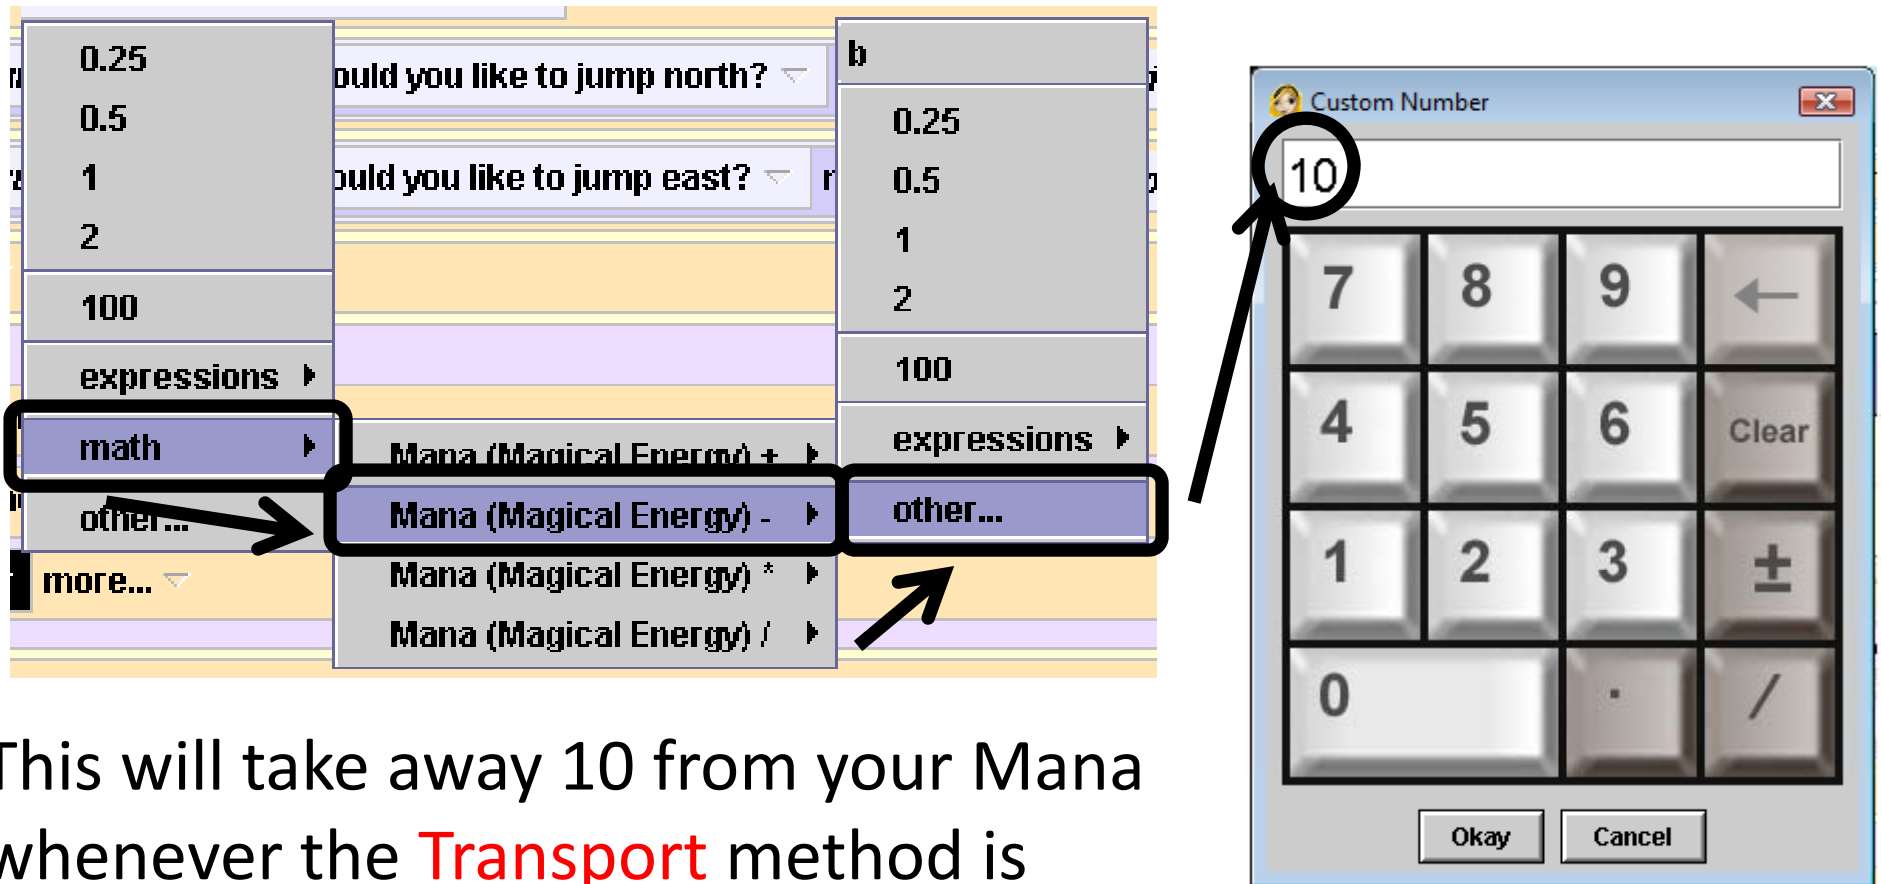 0.25
0.5
1
2
100
expressions
math
other...
more...
ould you like to jump north?
ould you like to jump east?
Mana (Magical Energy) +
Mana (Magical Energy) -
Mana (Magical Energy) *
Mana (Magical Energy) /
b
0.25
0.5
1
2
100
expressions
other...
Custom Number
10
7 8 9 ←
4 5 6 Clear
1 2 3 ±
0 . /
Okay Cancel
This will take away 10 from your Mana
whenever the Transport method is